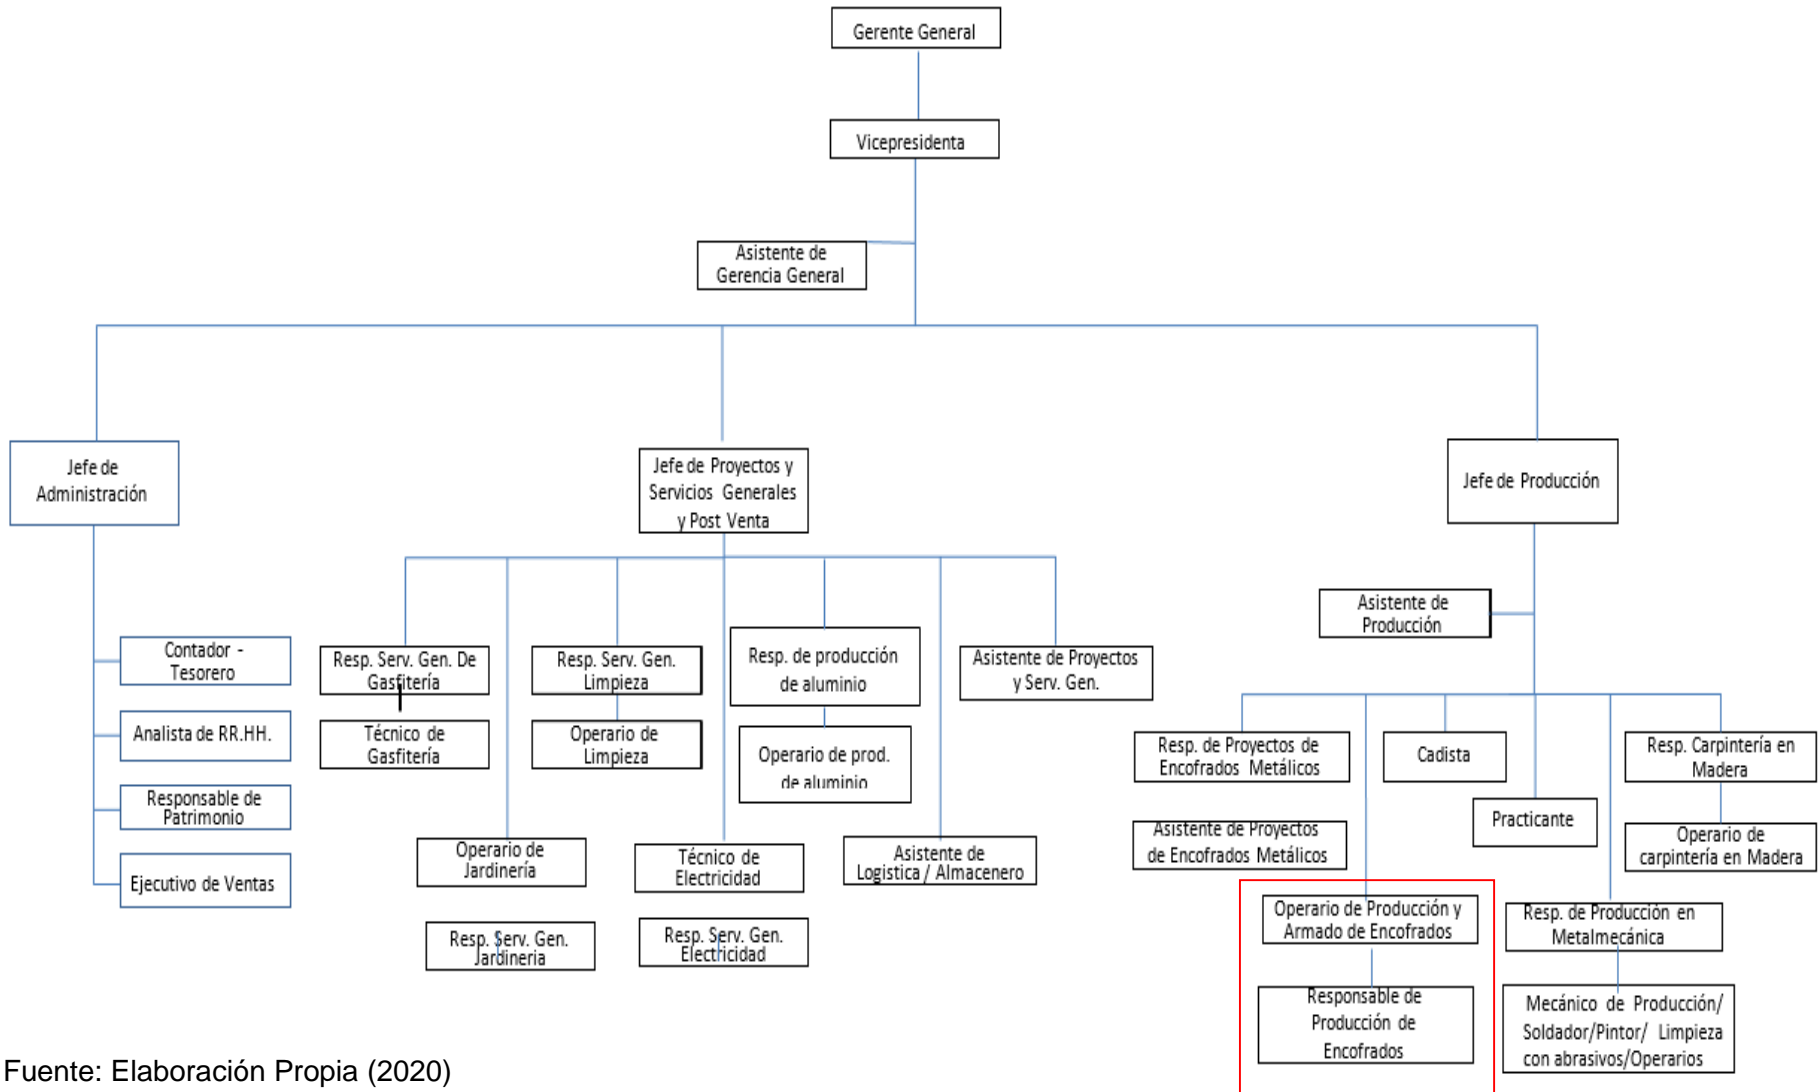 Gerente General
Vicepresidenta
Asistente de
Gerencia General
Jefe de
Administración
Jefe de Proyectos y
Servicios Generales
y Post Venta
Jefe de Producción
Contador -
Tesorero
Analista de RR.HH.
Responsable de
Patrimonio
Ejecutivo de Ventas
Resp. Serv. Gen. De
Gasfitería
Técnico de
Gasfitería
Operario de
Jardinería
Resp. Serv. Gen.
Jardineria
Resp. Serv. Gen.
Limpieza
Operario de
Limpieza
Técnico de
Electricidad
Resp. Serv. Gen.
Electricidad
Resp. de producción
de aluminio
Operario de prod.
de aluminio
Asistente de
Logistica / Almacenero
Asistente de Proyectos
y Serv. Gen.
Asistente de
Producción
Resp. de Proyectos de
Encofrados Metálicos
Asistente de Proyectos
de Encofrados Metálicos
Operario de Producción y
Armado de Encofrados
Responsable de
Producción de
Encofrados
Cadista
Practicante
Resp. de Producción en
Metalmecánica
Mecánico de Producción/
Soldador/Pintor/ Limpieza
con abrasivos/Operarios
Resp. Carpintería en
Madera
Operario de
carpintería en Madera
Fuente: Elaboración Propia (2020)